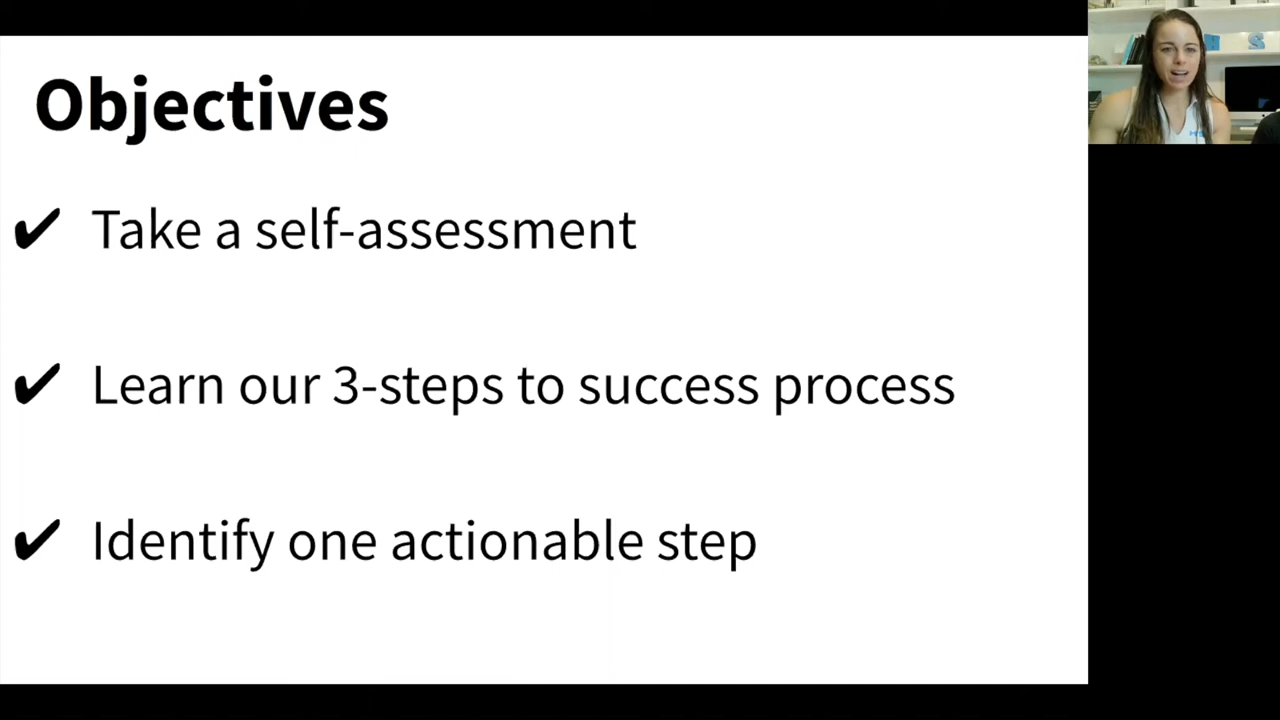 Objectives
✔ Take a self-assessment
✔ Learn our 3-steps to success process
✔ Identify one actionable step